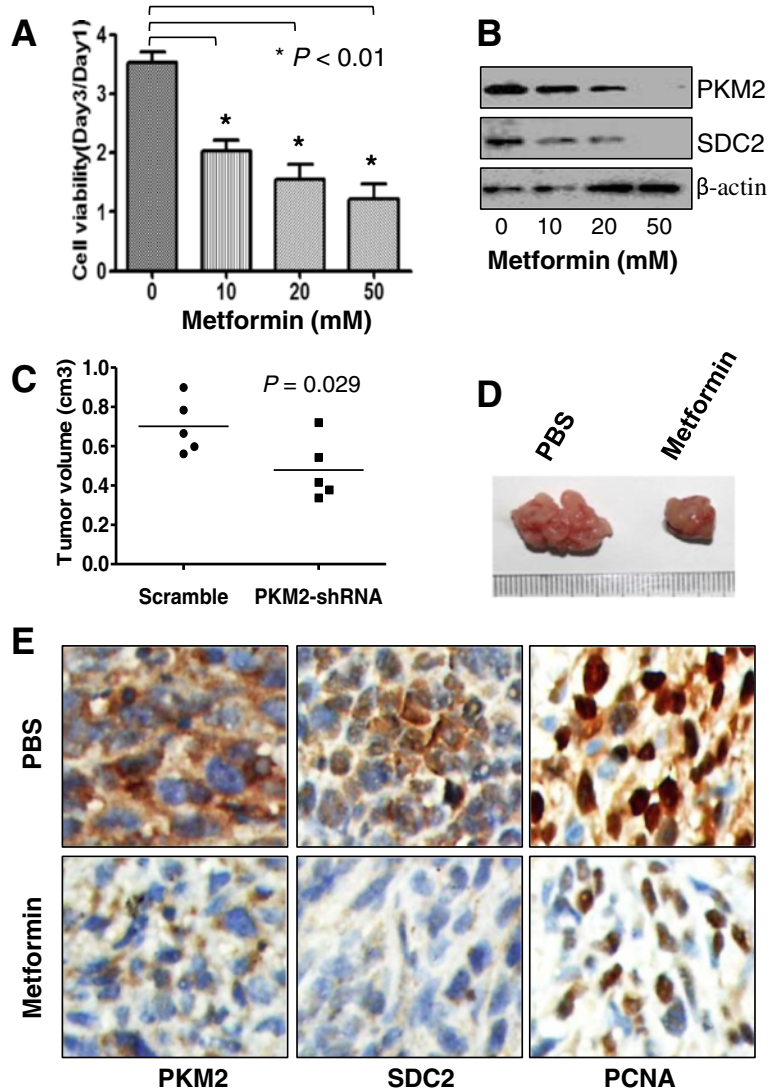 A
Cell viability(Day3/Day1)
4
3
2
1
0
* P < 0.01
*
*
*
0 10 20 50
Metformin (mM)
B
PKM2
SDC2
β-actin
0 10 20 50
Metformin (mM)
C
Tumor volume (cm3)
1.0
0.8
0.6
0.4
0.2
0.0
P = 0.029
Scramble PKM2-shRNA
D
PBS
Metformin
E
PBS
Metformin
PKM2 SDC2 PCNA